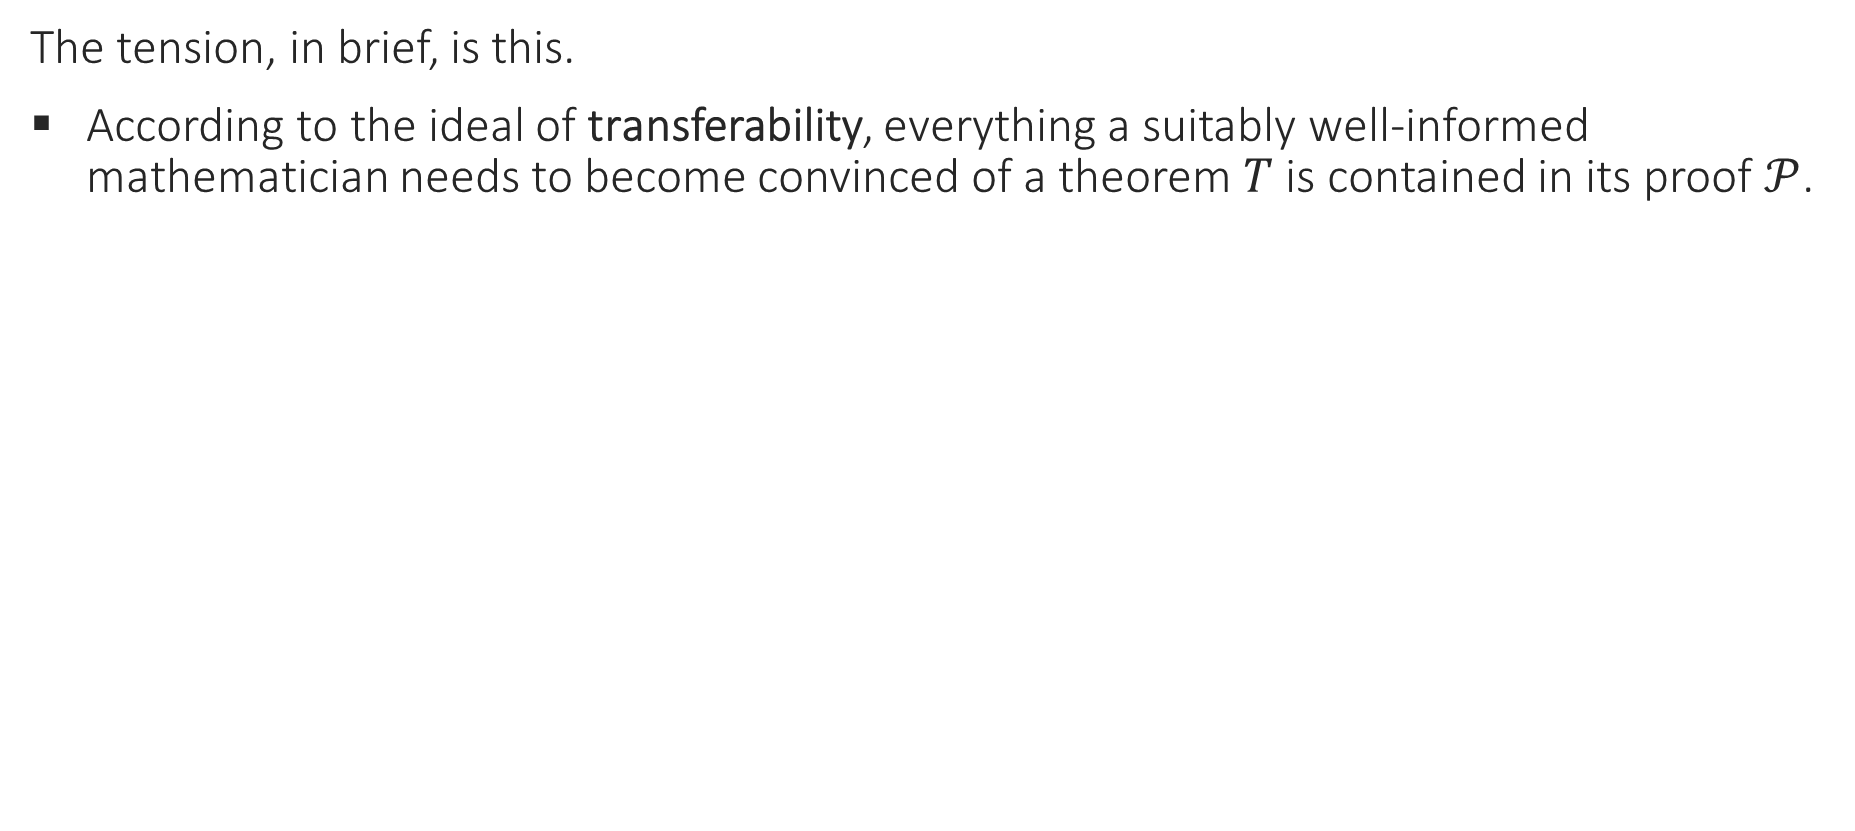 The tension, in brief, is this.
▪ According to the ideal of transferability, everything a suitably well-informed
mathematician needs to become convinced of a theorem 𝑇 is contained in its proof 𝒫.